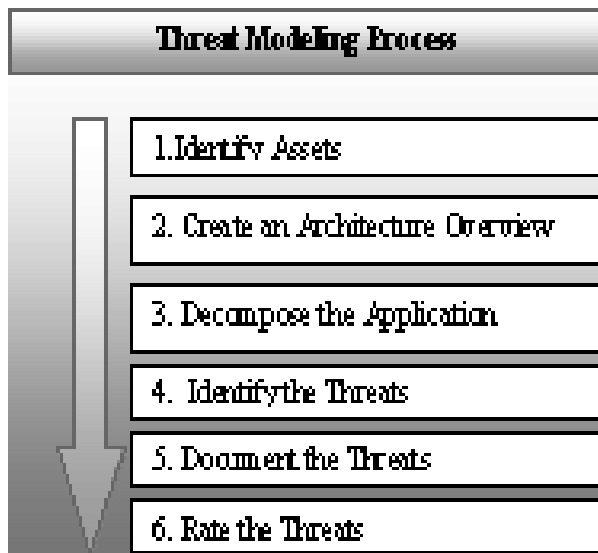 Threat Modeling Process
1.Identify Assets
2. Create an Architecture Overview
3. Decompose the Application
4. Identify the Threats
5. Document the Threats
6. Rate the Threats